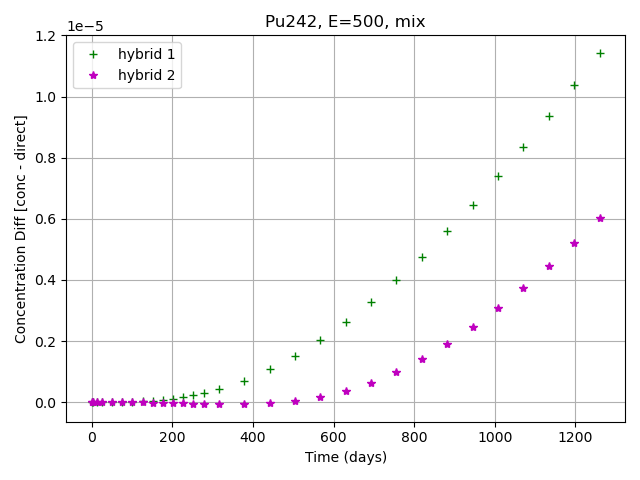 Pu242, E=500, mix
1e−5
hybrid 1
hybrid 2
1.2
1.0
0.8
0.6
0.4
0.2
0.0
Concentration Diff [conc - direct]
0 200 400 600 800 1000 1200
Time (days)